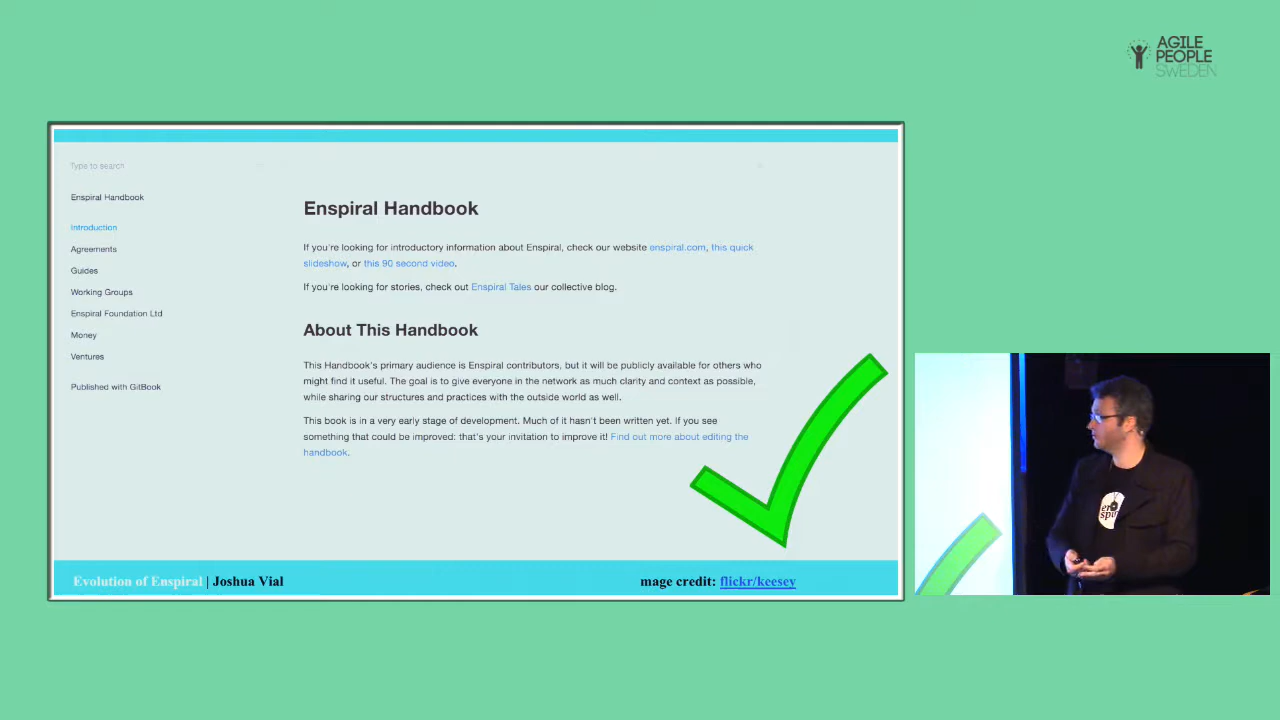 AGILE
PEOPLE
SWEDEN
Type to search
Enspiral Handbook
Introduction
Agreements
Guides
Working Groups
Enspiral Foundation Ltd
Money
Ventures
Published with GitBook
Enspiral Handbook
If you're looking for introductory information about Enspiral, check our website enspiral.com, this quick
slideshow, or this 90 second video.
If you're looking for stories, check out Enspiral Tales our collective blog.
About This Handbook
This Handbook's primary audience is Enspiral contributors, but it will be publicly available for others who
might find it useful. The goal is to give everyone in the network as much clarity and context as possible,
while sharing our structures and practices with the outside world as well.
This book is in a very early stage of development. Much of it hasn't been written yet. If you see
something that could be improved: that's your invitation to improve it! Find out more about editing the
handbook.
Evolution of Enspiral | Joshua Vial
mage credit: flickr/keesey